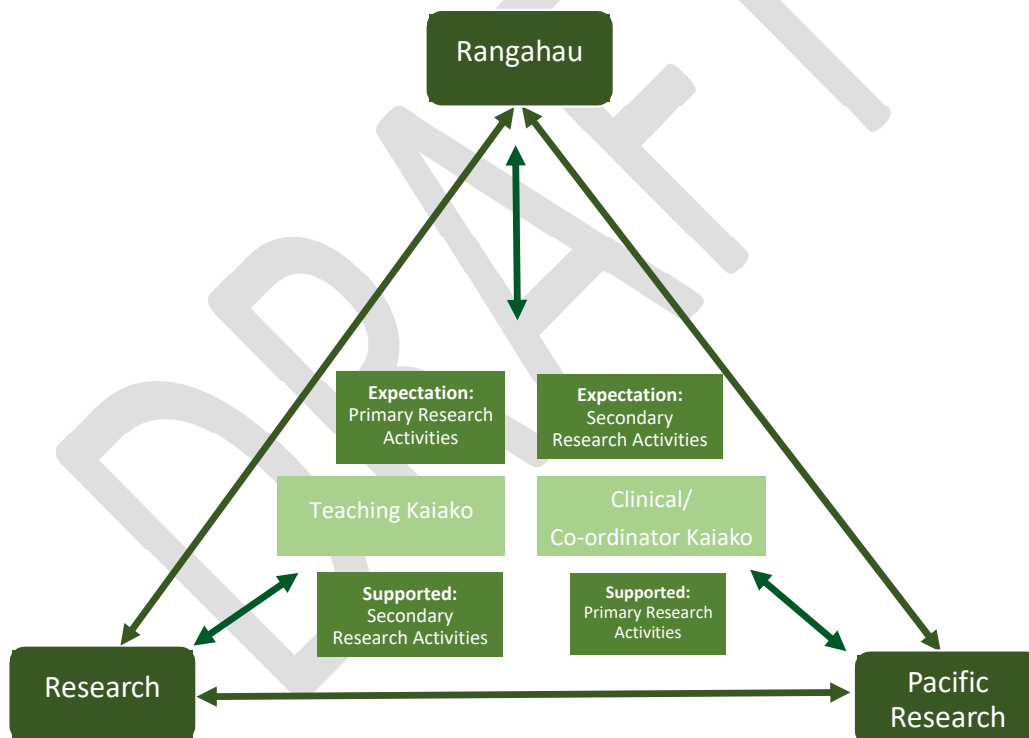 Rangahau
Expectation:
Primary Research
Activities
Expectation:
Secondary
Research Activities
Teaching Kaiako
Clinical/
Co-ordinator Kaiako
Supported:
Secondary
Research Activities
Supported:
Primary Research
Activities
Research
Pacific
Research
DRAFT